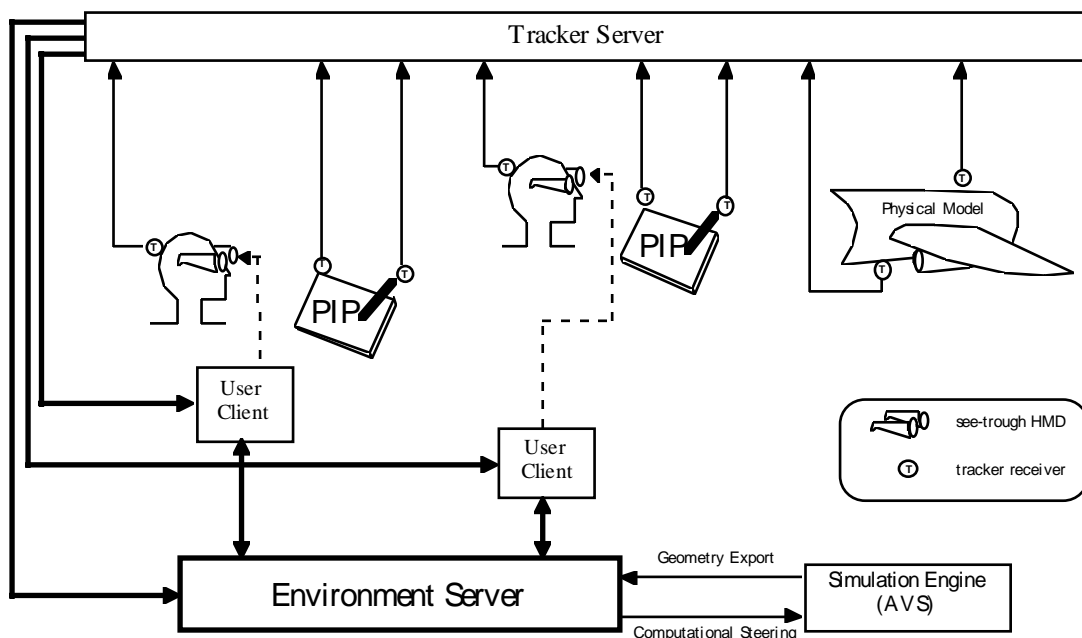 Tracker Server
T
T
T
T
T
T
T
Physical Model
T
T
PIP
PIP
User
Client
see-trough HMD
User
Client
T
tracker receiver
Geometry Export
Simulation Engine
(AVS)
Environment Server
Computational Steering